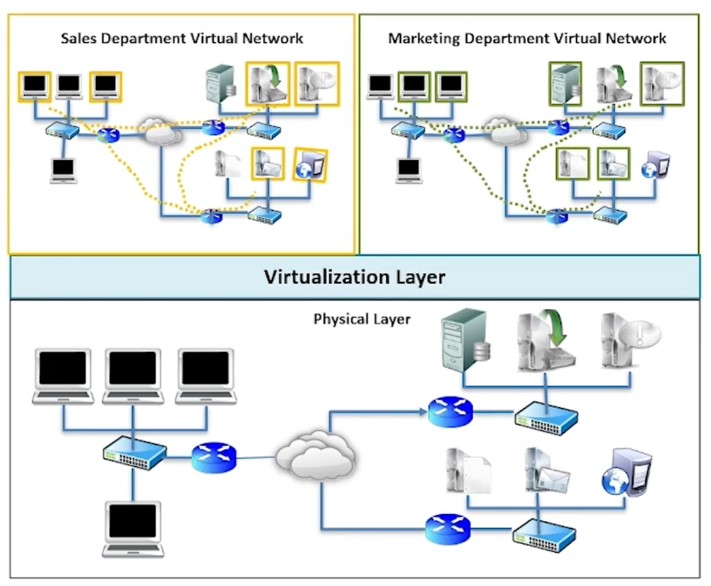 Sales Department Virtual Network
Marketing Department Virtual Network
Virtualization Layer
Physical Layer